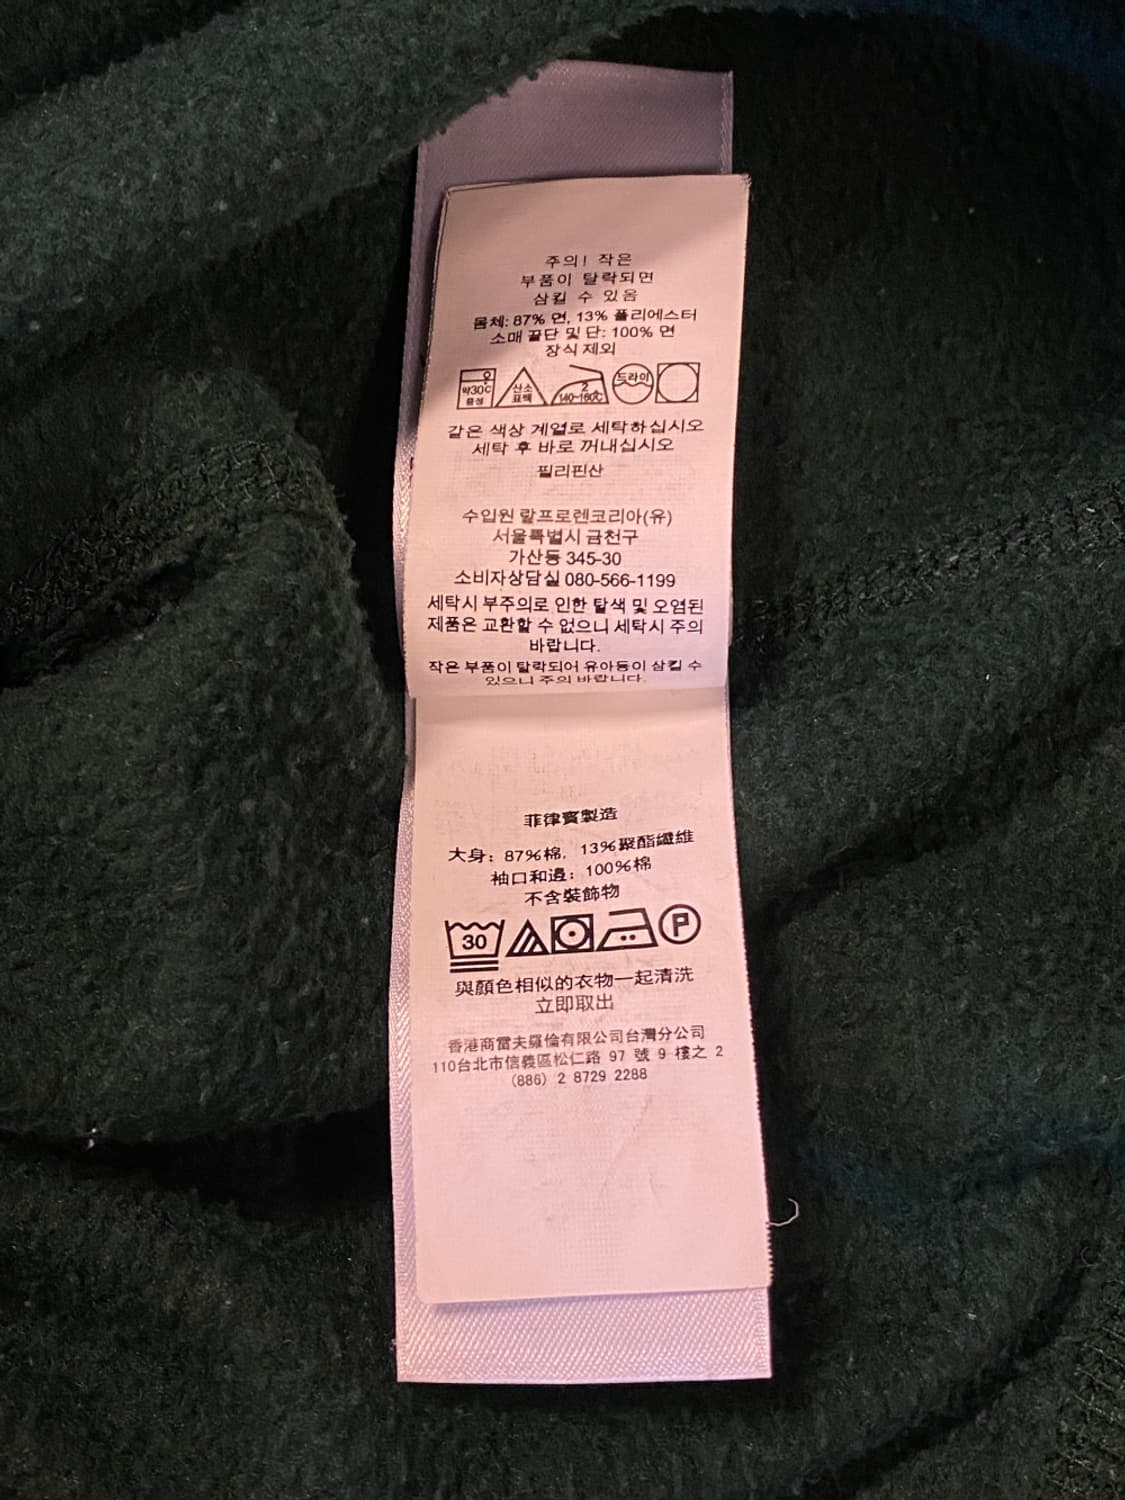 주의! 작은
부품이 탈락되면
삼킬 수 있음
몸체: 87% 면, 13% 폴리에스터
소매 끝단 및 단: 100% 면
장식 제외
약30℃ 중성
산소 표백
2 140~160℃
드라이
같은 색상 계열로 세탁하십시오
세탁 후 바로 꺼내십시오
필리핀산
수입원 랄프로렌코리아(유)
서울특별시 금천구
가산동 345-30
소비자상담실 080-566-1199
세탁시 부주의로 인한 탈색 및 오염된
제품은 교환할 수 없으니 세탁시 주의
바랍니다.
작은 부품이 탈락되어 유아등이 삼킬 수
있으니 주의 바랍니다.
菲律賓製造
大身: 87%棉, 13%聚酯纖維
袖口和邊: 100%棉
不含裝飾物
30 P
與顏色相似的衣物一起清洗
立即取出
香港商雷夫羅倫有限公司台灣分公司
110台北市信義區松仁路 97 號 9 樓之 2
(886) 2 8729 2288